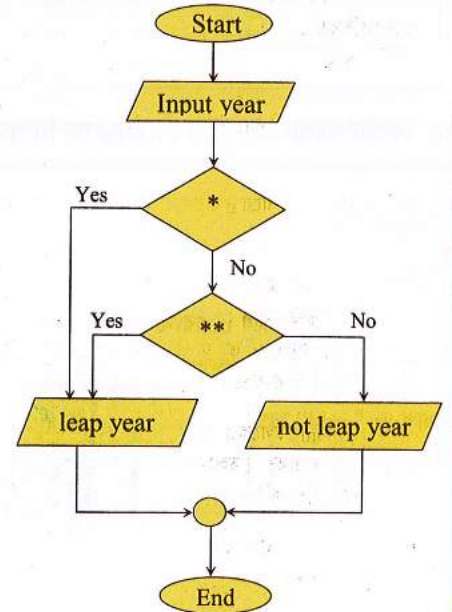 Start
Input year
*
Yes
No
**
Yes
No
leap year
not leap year
End